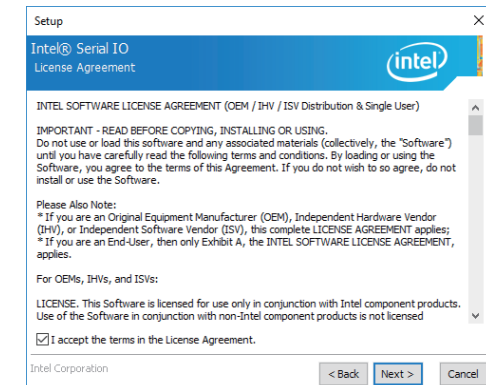 Setup
Intel® Serial IO
License Agreement
intel
INTEL SOFTWARE LICENSE AGREEMENT (OEM / IHV / ISV Distribution & Single User)
IMPORTANT - READ BEFORE COPYING, INSTALLING OR USING.
Do not use or load this software and any associated materials (collectively, the "Software")
until you have carefully read the following terms and conditions. By loading or using the
Software, you agree to the terms of this Agreement. If you do not wish to so agree, do not
install or use the Software.
Please Also Note:
* If you are an Original Equipment Manufacturer (OEM), Independent Hardware Vendor
(IHV), or Independent Software Vendor (ISV), this complete LICENSE AGREEMENT applies;
* If you are an End-User, then only Exhibit A, the INTEL SOFTWARE LICENSE AGREEMENT,
applies.
For OEMs, IHVs, and ISVs:
LICENSE. This Software is licensed for use only in conjunction with Intel component products.
Use of the Software in conjunction with non-Intel component products is not licensed
I accept the terms in the License Agreement.
Intel Corporation
< Back
Next >
Cancel